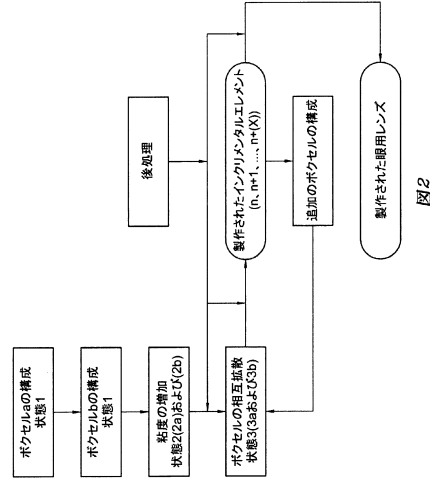 ボクセルaの構成
状態1
ボクセルbの構成
状態1
粘度の増加
状態2(2a)および(2b)
ボクセルの相互拡散
状態3(3aおよび3b)
後処理
製作されたインクリメンタルエレメント
(n、n+1、...、n+(X))
追加のボクセルの構成
製作された眼用レンズ
図2